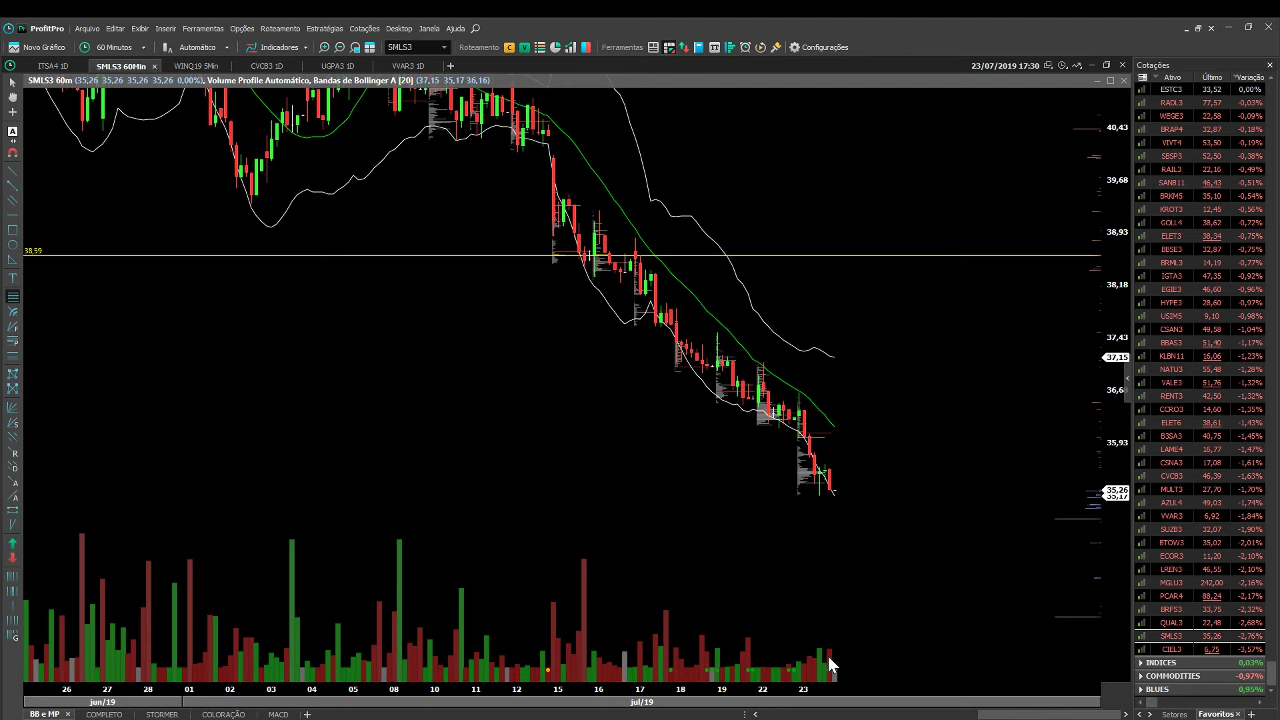 ProfitPro Arquivo Editar Exibir Inserir Ferramentas Opções Roteamento Estratégias Cotações Desktop Janela Ajuda
Novo Gráfico 60 Minutos Automático Indicadores SMLS3 Roteamento C V Ferramentas Configurações
ITSA4 1D SMLS3 60Min WINQ19 5Min CVCB3 1D UGPA3 1D VVAR3 1D
23/07/2019 17:30
SMLS3 60m (35,26 35,26 35,26 35,26 0,00%), Volume Profile Automático, Bandas de Bollinger A [20] (37,15 35,17 36,16)
40,43
39,68
38,93
38,59
38,18
37,43
37,15
36,68
35,93
35,26
35,17
26 27 28 01 02 03 04 05 08 10 11 12 15 16 17 18 19 22 23
jun/19 jul/19
BB e MP COMPLETO STORMER COLORAÇÃO MACD
Cotações
Ativo Último Variação
ESTC3 33,52 0,00%
RADL3 77,57 -0,03%
WEGE3 22,58 -0,09%
BRAP4 32,87 -0,18%
VIVT4 53,50 -0,19%
SBSP3 52,50 -0,38%
RAIL3 22,16 -0,49%
SANB11 46,43 -0,51%
BRKM5 35,10 -0,54%
KROT3 12,45 -0,56%
GOLL4 38,62 -0,72%
ELET3 38,34 -0,75%
BBSE3 32,87 -0,75%
BRML3 14,19 -0,77%
IGTA3 47,35 -0,92%
EGIE3 46,60 -0,96%
HYPE3 28,60 -0,97%
USIM5 9,10 -0,98%
CSAN3 49,58 -1,04%
BBAS3 51,40 -1,17%
KLBN11 16,06 -1,23%
NATU3 55,48 -1,28%
VALE3 51,76 -1,32%
RENT3 42,50 -1,32%
CCRO3 14,60 -1,35%
ELET6 38,61 -1,43%
B3SA3 40,75 -1,45%
LAME4 16,77 -1,47%
CSNA3 17,08 -1,61%
CVCB3 46,39 -1,63%
MULT3 27,70 -1,70%
AZUL4 49,03 -1,74%
VVAR3 6,92 -1,84%
SUZB3 32,07 -1,90%
BTOW3 35,02 -2,01%
ECOR3 11,20 -2,06%
LREN3 46,55 -2,10%
MGLU3 242,00 -2,16%
PCAR4 88,24 -2,17%
BRFS3 33,75 -2,32%
QUAL3 22,48 -2,68%
SMLS3 35,26 -2,76%
CIEL3 6,75 -3,57%
INDICES 0,03%
COMMODITIES -0,97%
BLUES 0,95%
Setores Favoritos